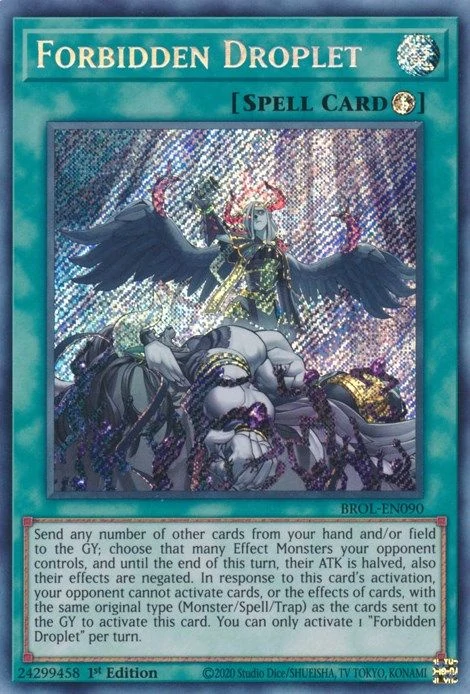 Forbidden Droplet
[Spell Card]
BROL-EN090
Send any number of other cards from your hand and/or field
to the GY; choose that many Effect Monsters your opponent
controls, and until the end of this turn, their ATK is halved, also
their effects are negated. In response to this card's activation,
your opponent cannot activate cards, or the effects of cards,
with the same original type (Monster/Spell/Trap) as the cards sent
to the GY to activate this card. You can only activate 1 "Forbidden
Droplet" per turn.
24299458 1st Edition ©2020 Studio Dice/SHUEISHA, TV TOKYO, KONAMI